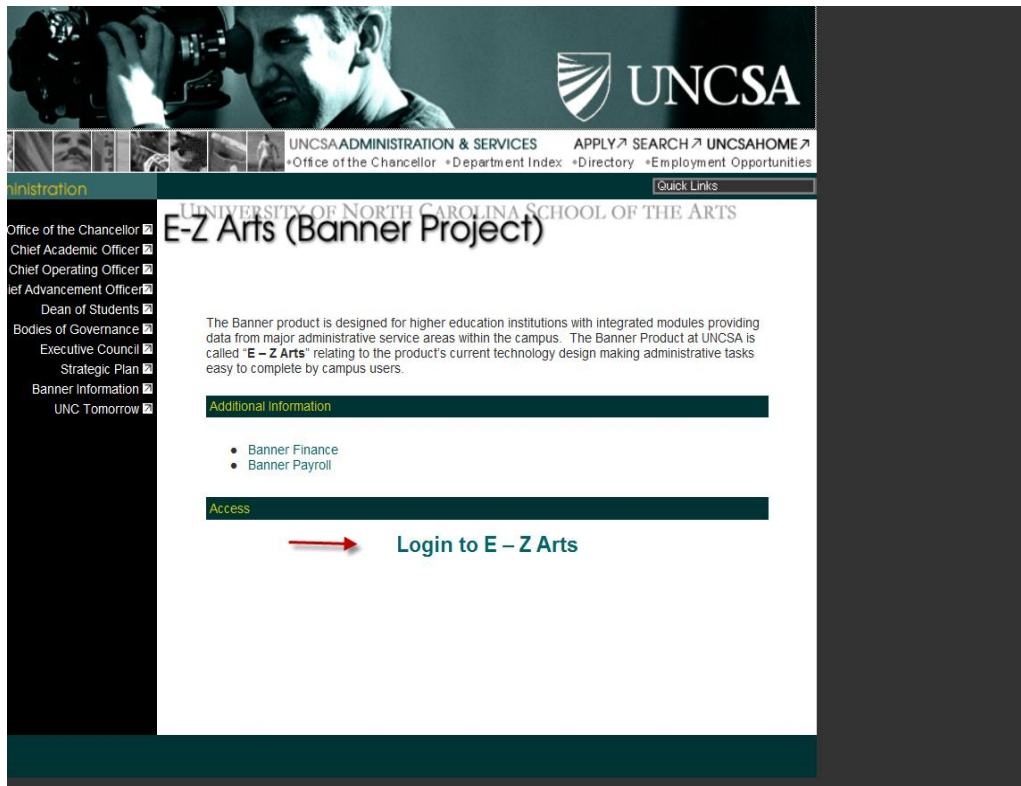 UNCSA
UNCSAADMINISTRATION & SERVICES APPLY SEARCH UNCSAHOME
Office of the Chancellor Department Index Directory Employment Opportunities
ministration
Quick Links
UNIVERSITY OF NORTH CAROLINA SCHOOL OF THE ARTS
E-Z Arts (Banner Project)
Office of the Chancellor
Chief Academic Officer
Chief Operating Officer
ief Advancement Officer
Dean of Students
Bodies of Governance
Executive Council
Strategic Plan
Banner Information
UNC Tomorrow
The Banner product is designed for higher education institutions with integrated modules providing
data from major administrative service areas within the campus. The Banner Product at UNCSA is
called “E – Z Arts” relating to the product's current technology design making administrative tasks
easy to complete by campus users.
Additional Information
• Banner Finance
• Banner Payroll
Access
Login to E – Z Arts